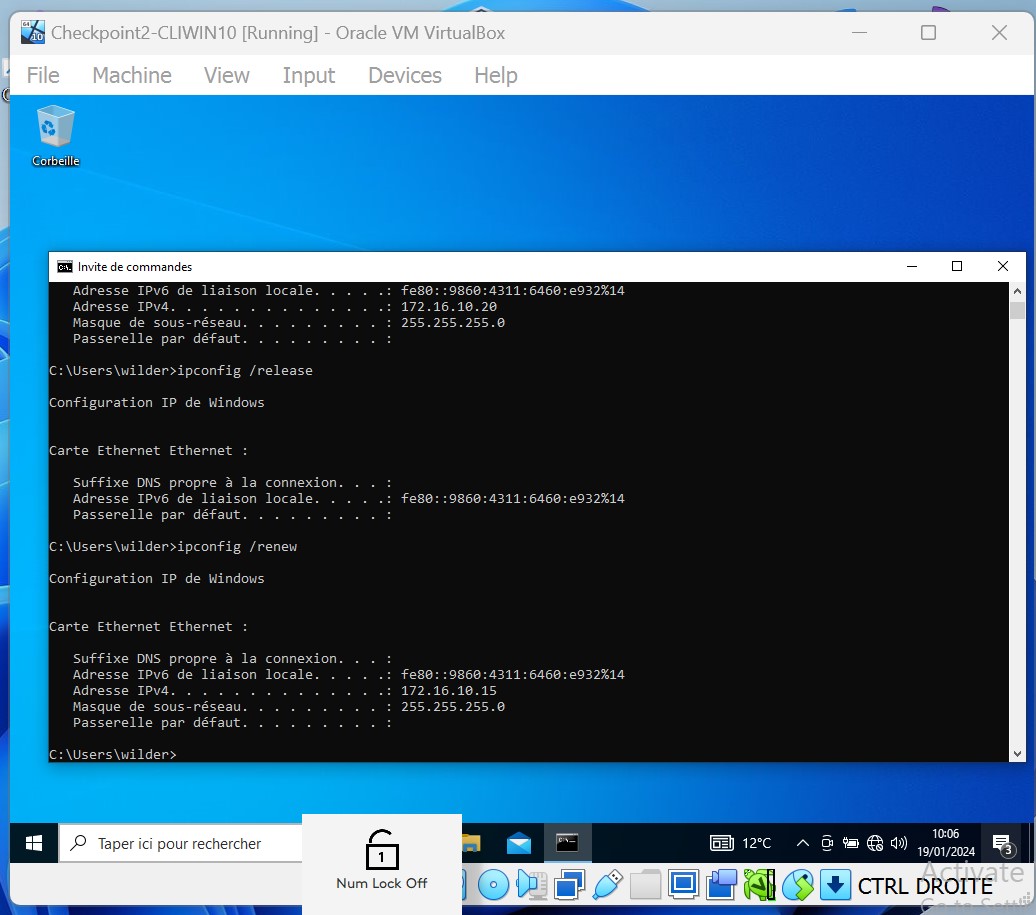 Checkpoint2-CLIWIN10 [Running] - Oracle VM VirtualBox
File Machine View Input Devices Help
Corbeille
Invite de commandes
Adresse IPv6 de liaison locale. . . . .: fe80::9860:4311:6460:e932%14
Adresse IPv4. . . . . . . . . . . . . .: 172.16.10.20
Masque de sous-réseau. . . . . . . . . : 255.255.255.0
Passerelle par défaut. . . . . . . . . :
C:\Users\wilder>ipconfig /release
Configuration IP de Windows
Carte Ethernet Ethernet :
Suffixe DNS propre à la connexion. . . :
Adresse IPv6 de liaison locale. . . . .: fe80::9860:4311:6460:e932%14
Passerelle par défaut. . . . . . . . . :
C:\Users\wilder>ipconfig /renew
Configuration IP de Windows
Carte Ethernet Ethernet :
Suffixe DNS propre à la connexion. . . :
Adresse IPv6 de liaison locale. . . . .: fe80::9860:4311:6460:e932%14
Adresse IPv4. . . . . . . . . . . . . .: 172.16.10.15
Masque de sous-réseau. . . . . . . . . : 255.255.255.0
Passerelle par défaut. . . . . . . . . :
C:\Users\wilder>
Taper ici pour rechercher
12°C
10:06
19/01/2024
3
1
Num Lock Off
Activate
CTRL DROITE
Go to